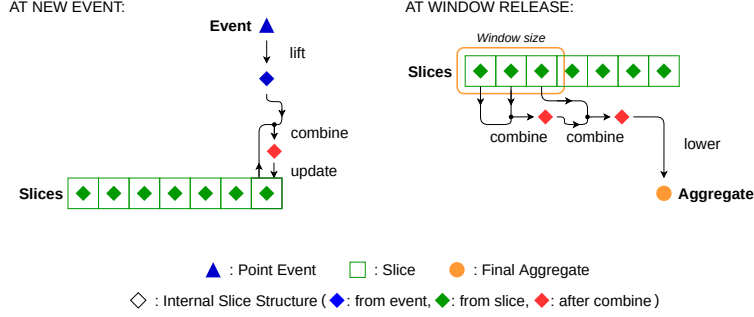 AT NEW EVENT:
Event
lift
combine
update
Slices
AT WINDOW RELEASE:
Window size
Slices
combine combine
lower
Aggregate
: Point Event : Slice : Final Aggregate
: Internal Slice Structure ( : from event, : from slice, : after combine )